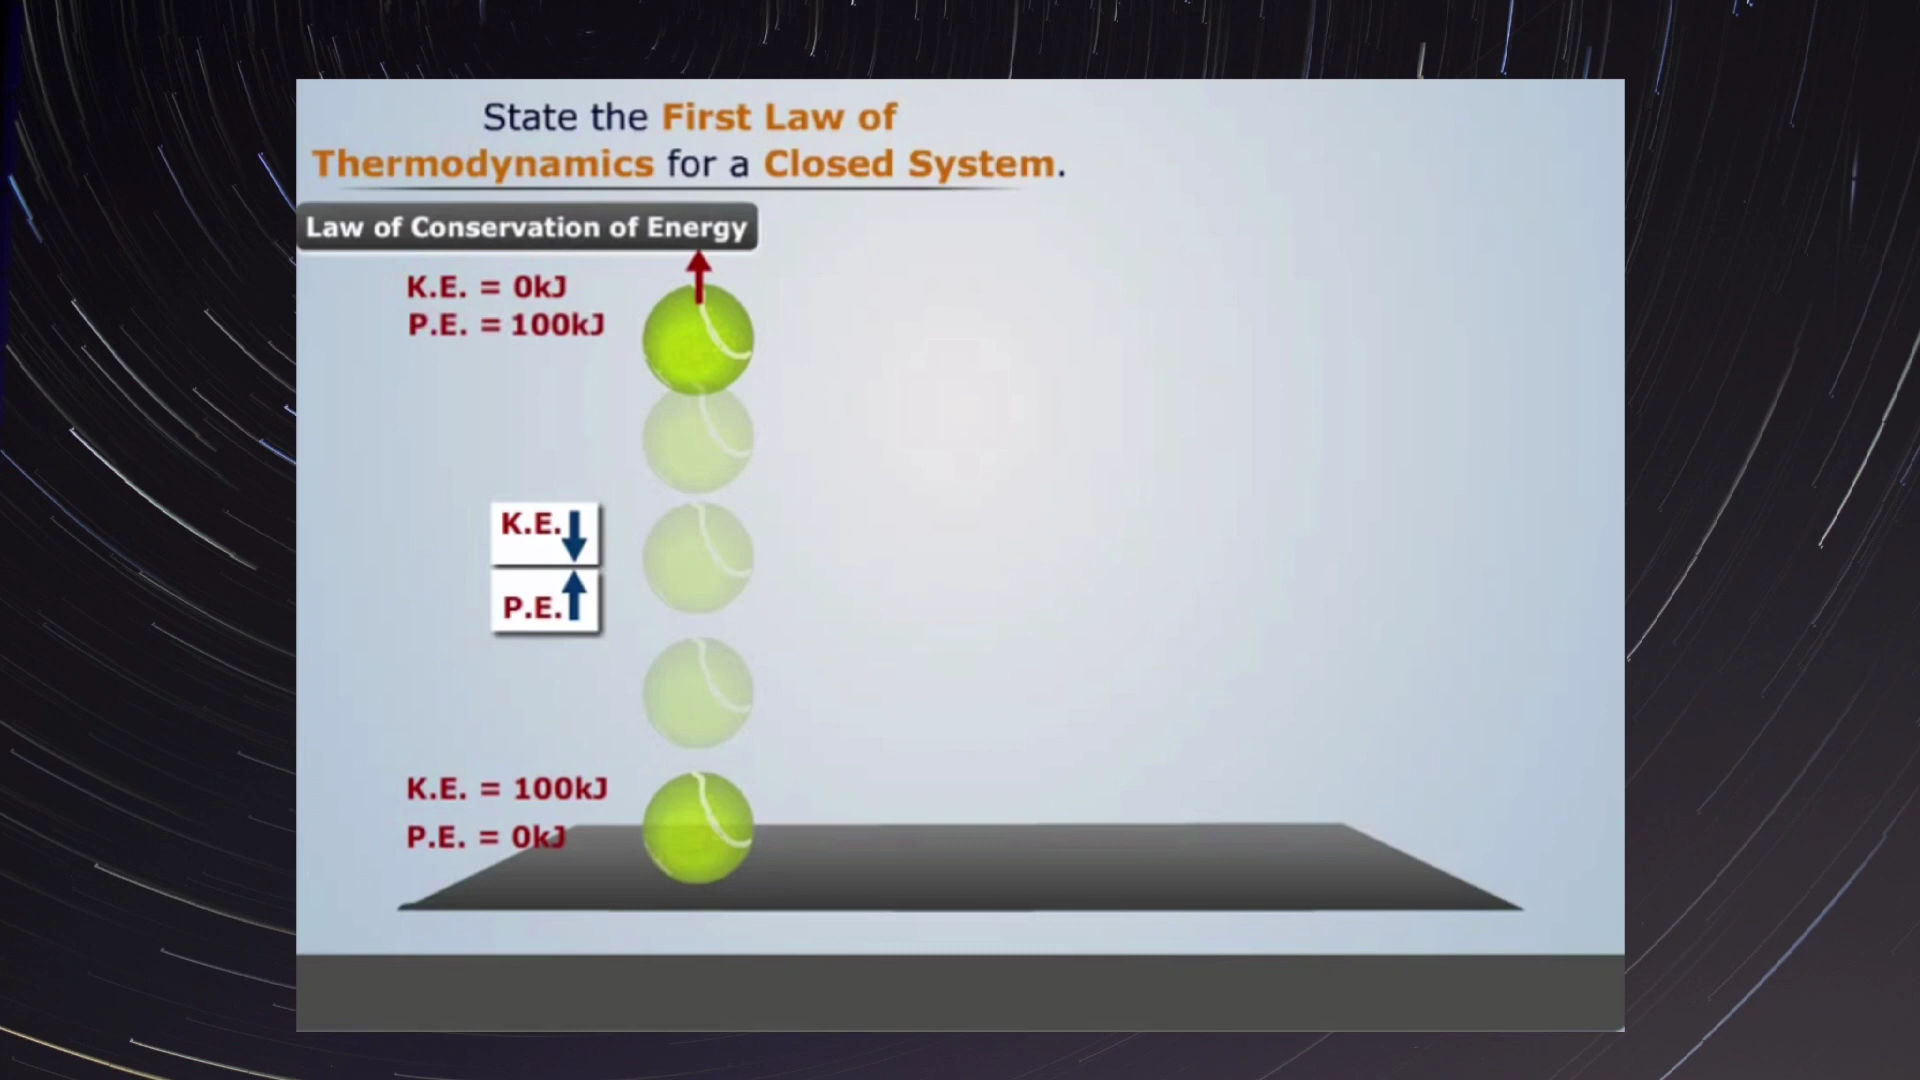 State the First Law of
Thermodynamics for a Closed System.
Law of Conservation of Energy
K.E. = 0kJ
P.E. = 100kJ
K.E.
P.E.
K.E. = 100kJ
P.E. = 0kJ